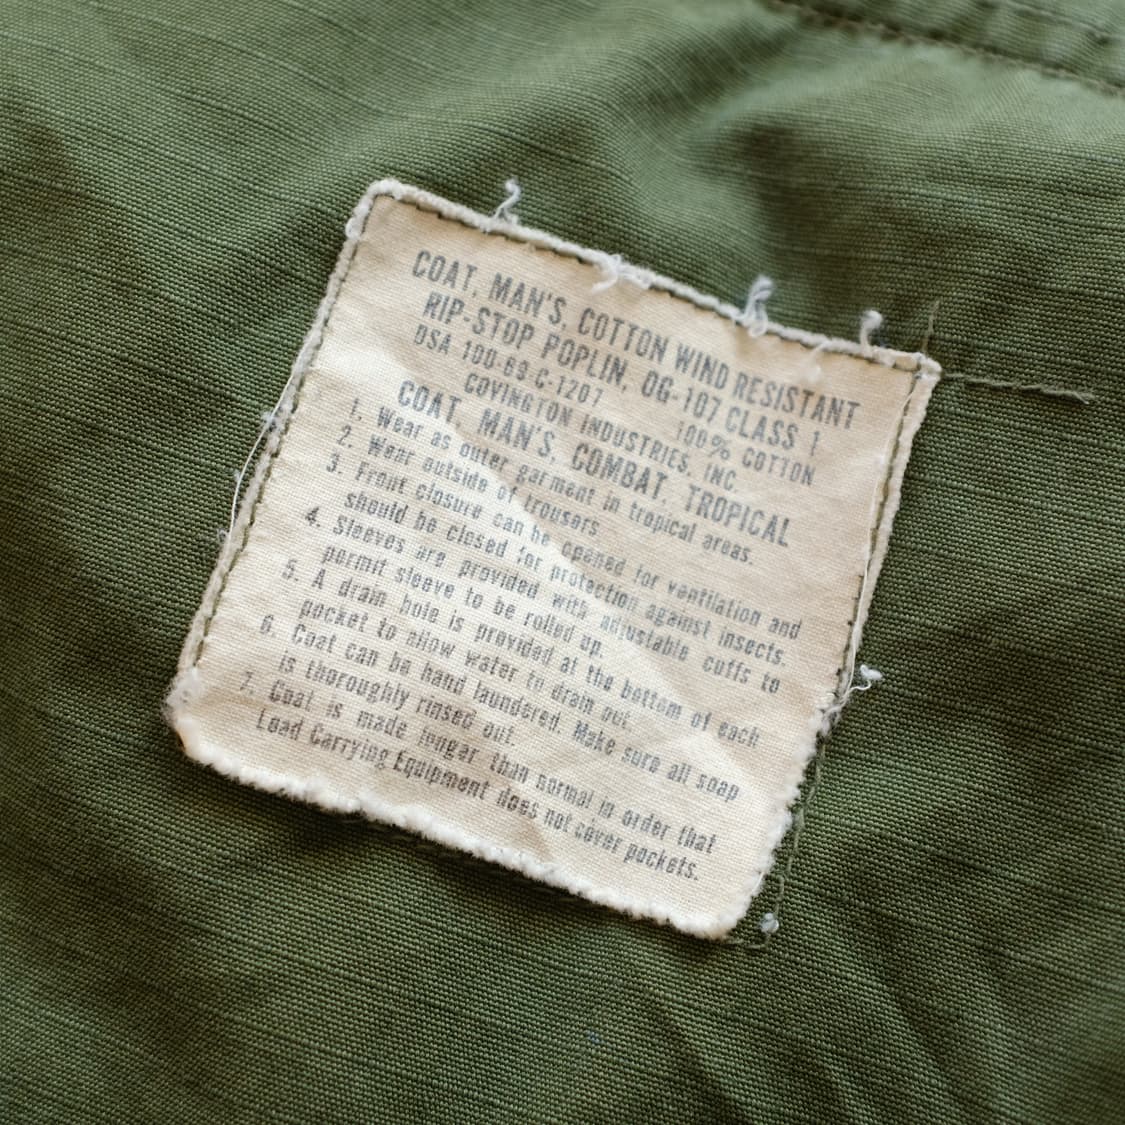 COAT, MAN'S, COTTON WIND RESISTANT
RIP-STOP POPLIN, OG-107 CLASS 1
DSA 100-69-C-1207 100% COTTON
COVINGTON INDUSTRIES, INC.
COAT, MAN'S, COMBAT, TROPICAL
1. Wear as outer garment in tropical areas.
2. Wear outside of trousers
3. Front closure can be opened for ventilation and
should be closed for protection against insects.
4. Sleeves are provided with adjustable cuffs to
permit sleeve to be rolled up.
5. A drain hole is provided at the bottom of each
pocket to allow water to drain out.
6. Coat can be hand laundered. Make sure all soap
is thoroughly rinsed out.
7. Coat is made longer than normal in order that
Load Carrying Equipment does not cover pockets.